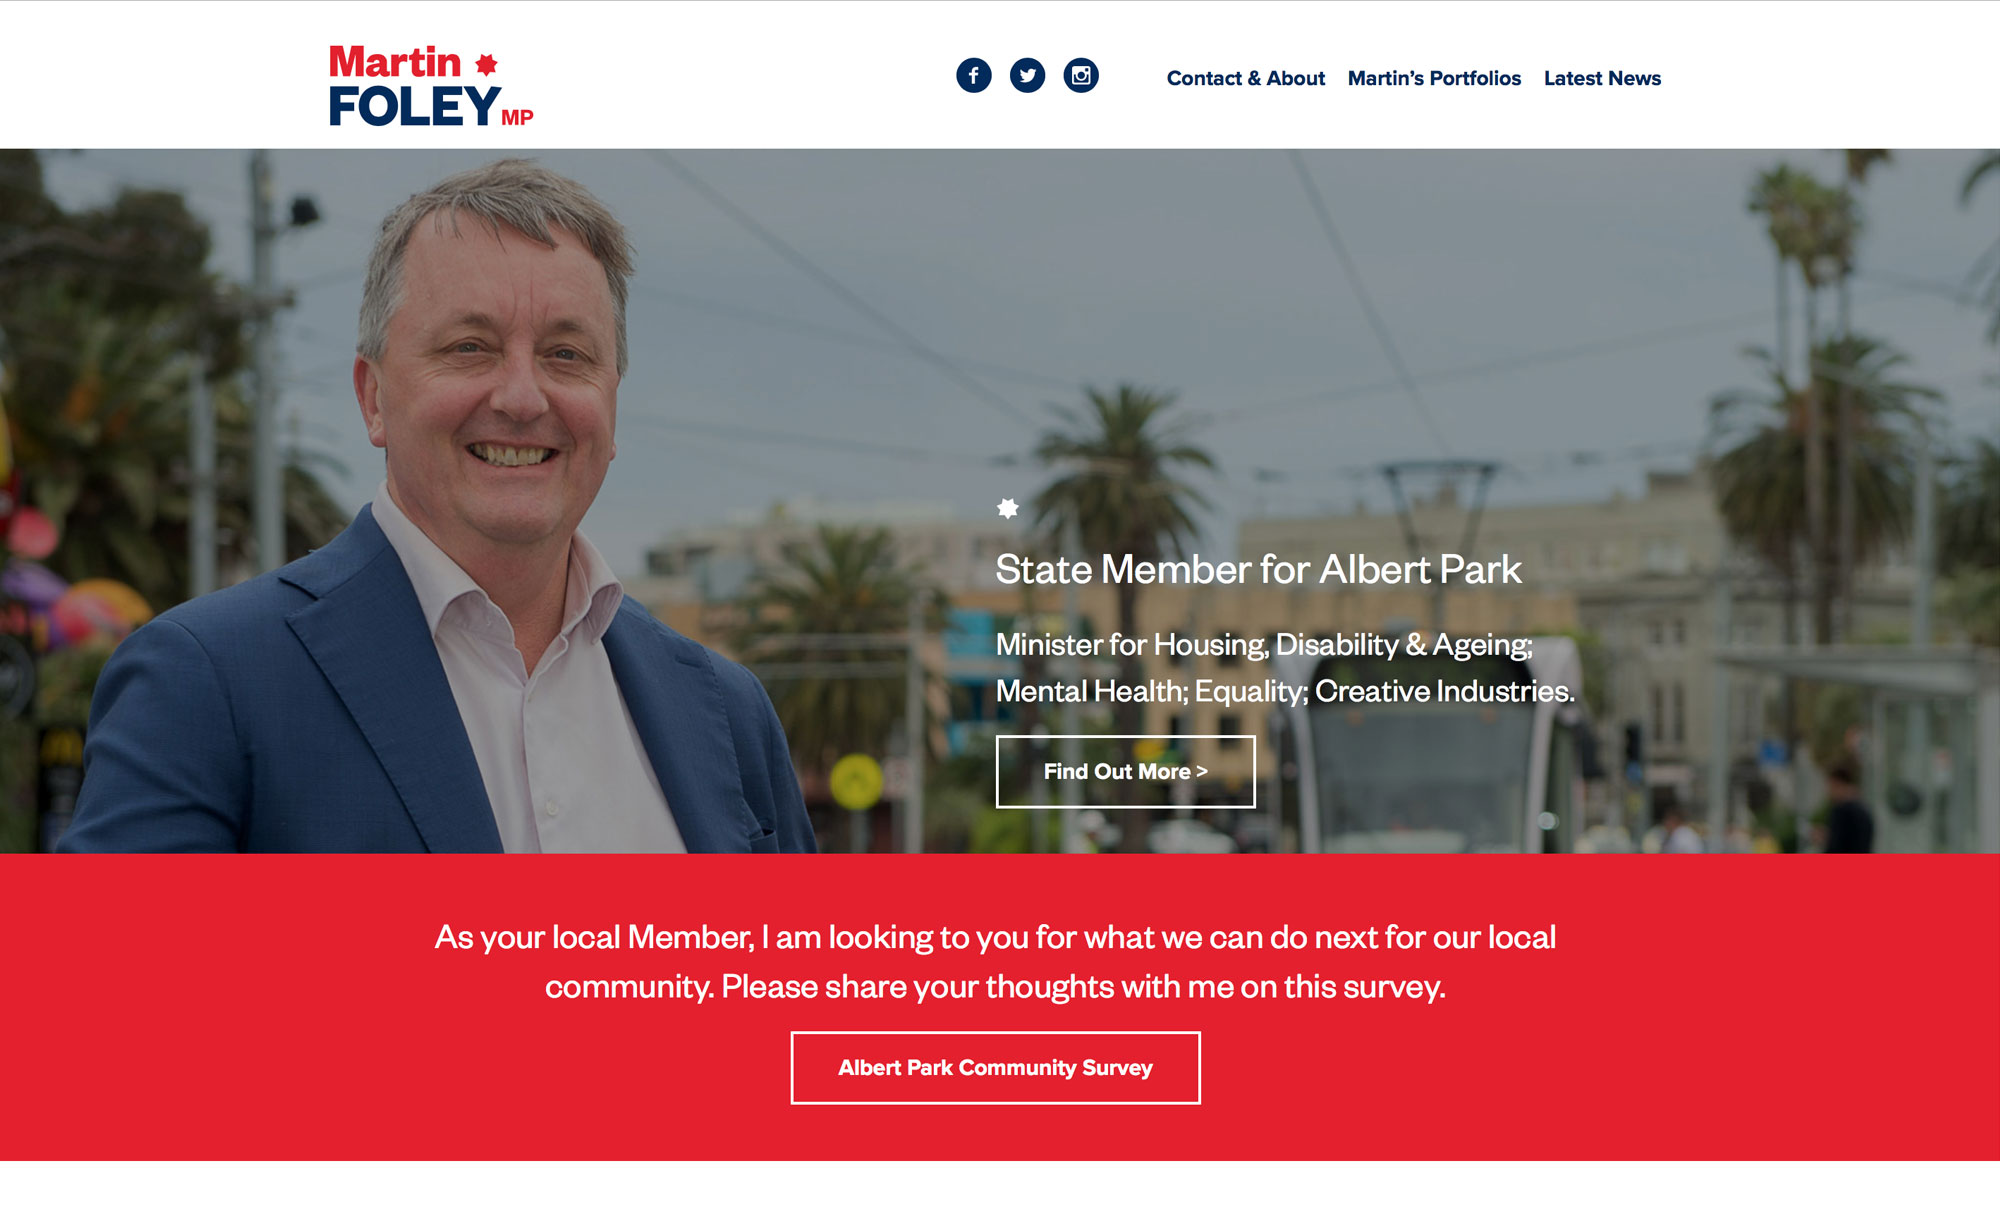 Martin
FOLEY MP
Contact & About
Martin’s Portfolios
Latest News
State Member for Albert Park
Minister for Housing, Disability & Ageing;
Mental Health; Equality; Creative Industries.
Find Out More >
As your local Member, I am looking to you for what we can do next for our local
community. Please share your thoughts with me on this survey.
Albert Park Community Survey